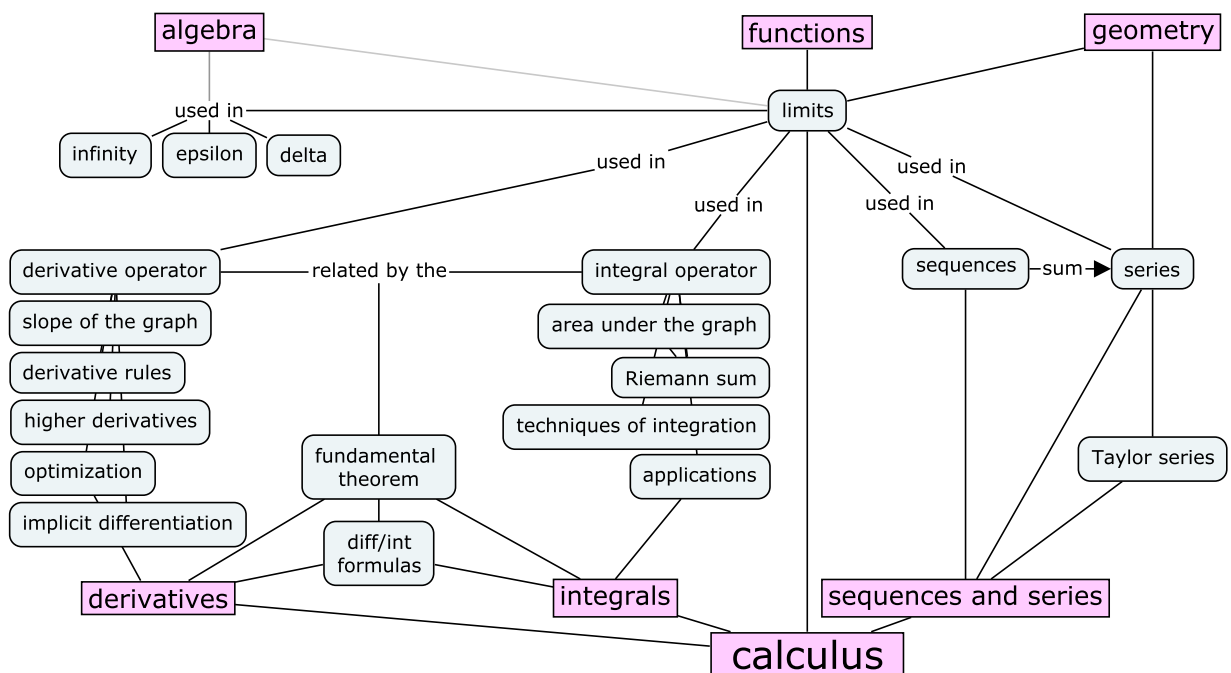 algebra
functions
geometry
used in
limits
infinity
epsilon
delta
used in
used in
used in
used in
derivative operator
related by the
integral operator
sequences
sum
series
slope of the graph
area under the graph
derivative rules
Riemann sum
higher derivatives
techniques of integration
fundamental
theorem
optimization
applications
Taylor series
implicit differentiation
diff/int
formulas
derivatives
integrals
sequences and series
calculus